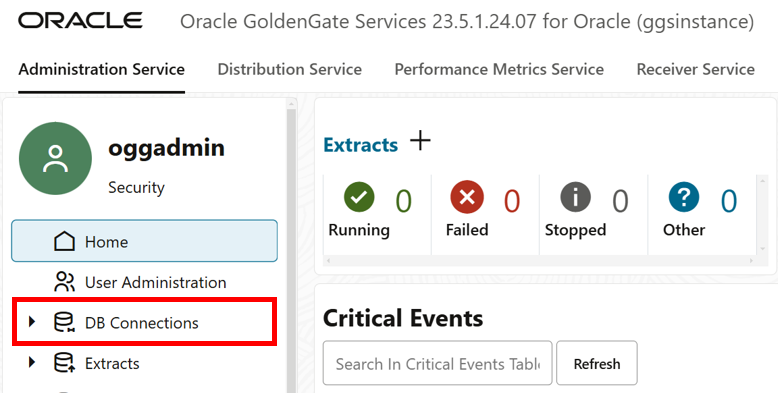 ORACLE Oracle GoldenGate Services 23.5.1.24.07 for Oracle (ggsinstance)
Administration Service Distribution Service Performance Metrics Service Receiver Service
oggadmin
Security
Home
User Administration
DB Connections
Extracts
Extracts +
0 0 0 0
Running Failed Stopped Other
Critical Events
Search In Critical Events Table Refresh